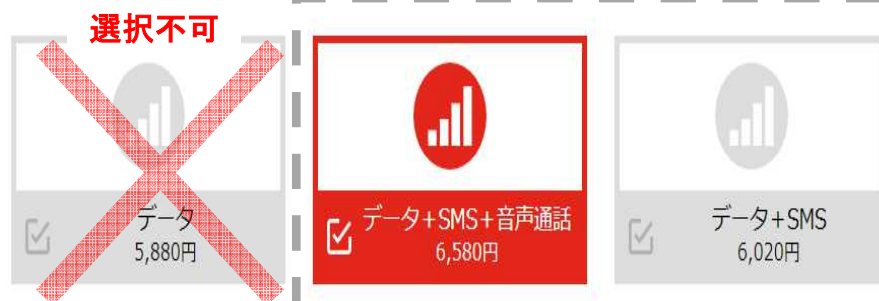 選択不可
データ
5,880円
データ+SMS+音声通話
6,580円
データ+SMS
6,020円